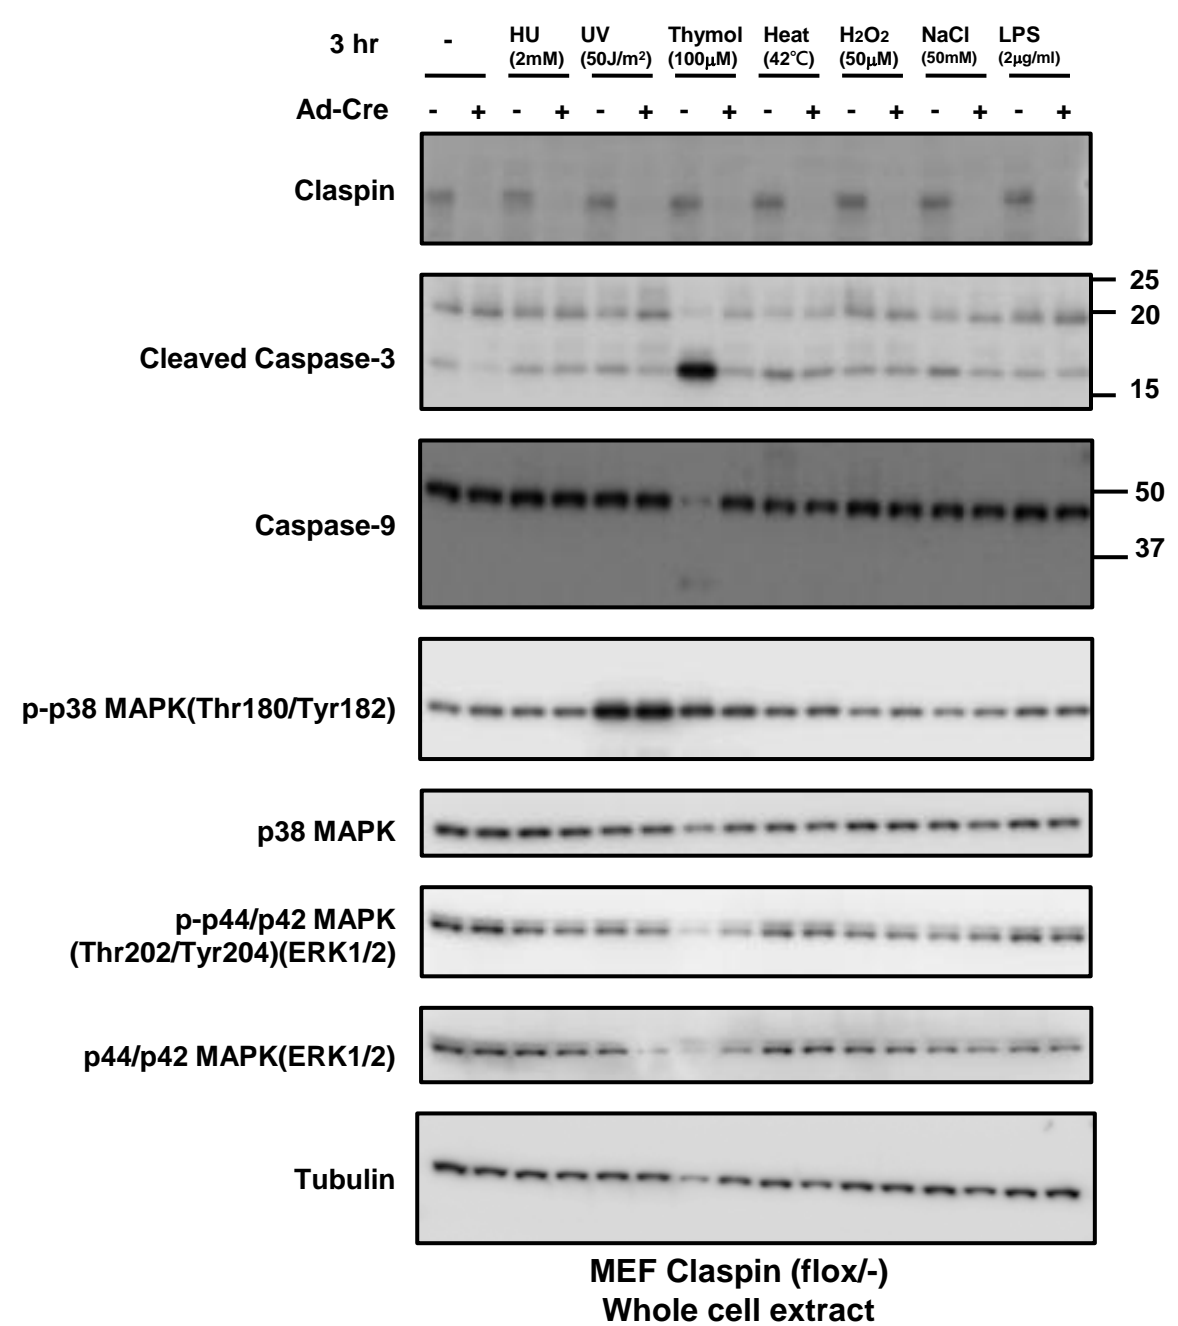 3 hr - HU UV Thymol Heat H2O2 NaCl LPS
(2mM) (50J/m2) (100μM) (42℃) (50μM) (50mM) (2μg/ml)
Ad-Cre - + - + - + - + - + - + - + - +
Claspin
25
20
Cleaved Caspase-3
15
50
Caspase-9
37
p-p38 MAPK(Thr180/Tyr182)
p38 MAPK
p-p44/p42 MAPK
(Thr202/Tyr204)(ERK1/2)
p44/p42 MAPK(ERK1/2)
Tubulin
MEF Claspin (flox/-)
Whole cell extract